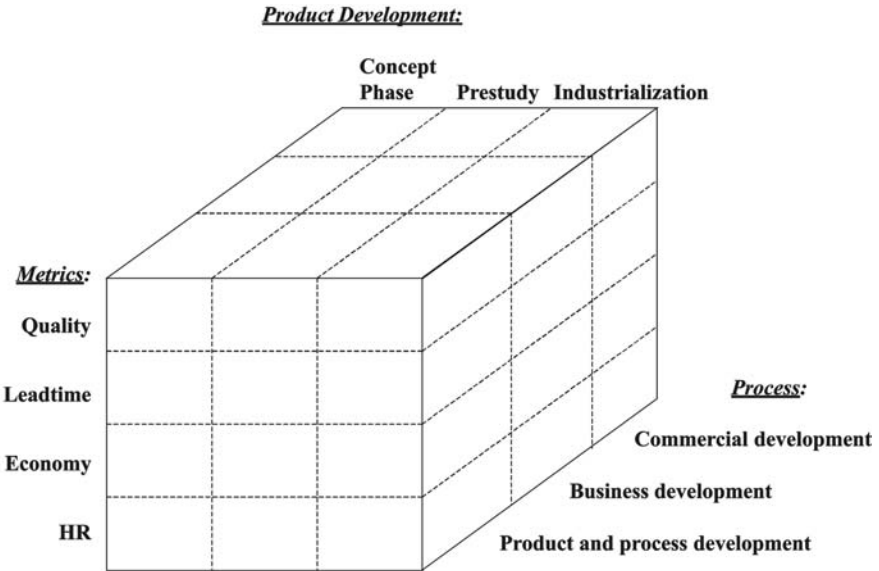 Product Development:
Concept
Phase Prestudy Industrialization
Metrics:
Quality
Leadtime
Economy
HR
Process:
Commercial development
Business development
Product and process development